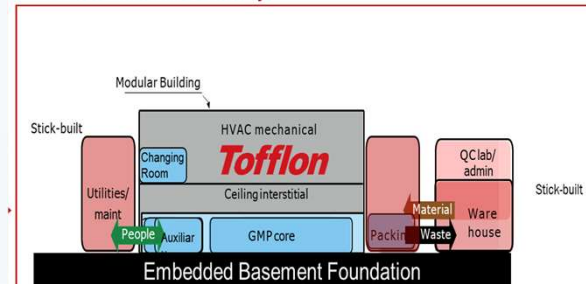 Modular Building
Stick-built
HVAC mechanical
Tofflon
Changing
Room
Ceiling interstitial
Utilities/
maint
People
Auxiliar
GMP core
Packin
Material
Waste
QC lab/
admin
Ware
house
Stick-built
Embedded Basement Foundation